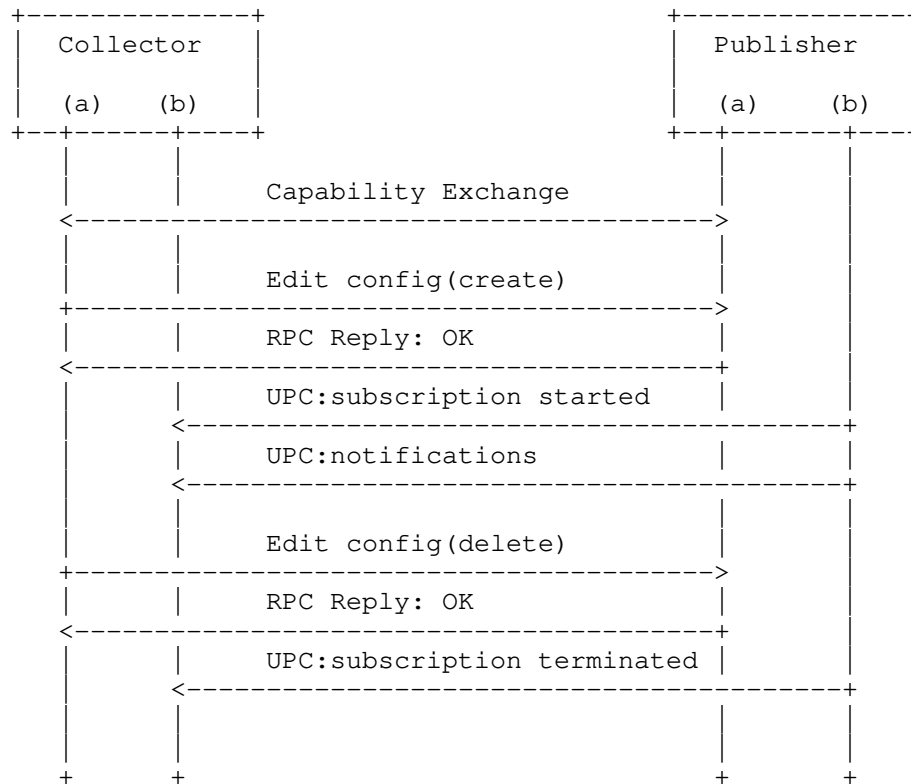 Collector Publisher
(a) (b) (a) (b)
Capability Exchange
Edit config(create)
RPC Reply: OK
UPC:subscription started
UPC:notifications
Edit config(delete)
RPC Reply: OK
UPC:subscription terminated